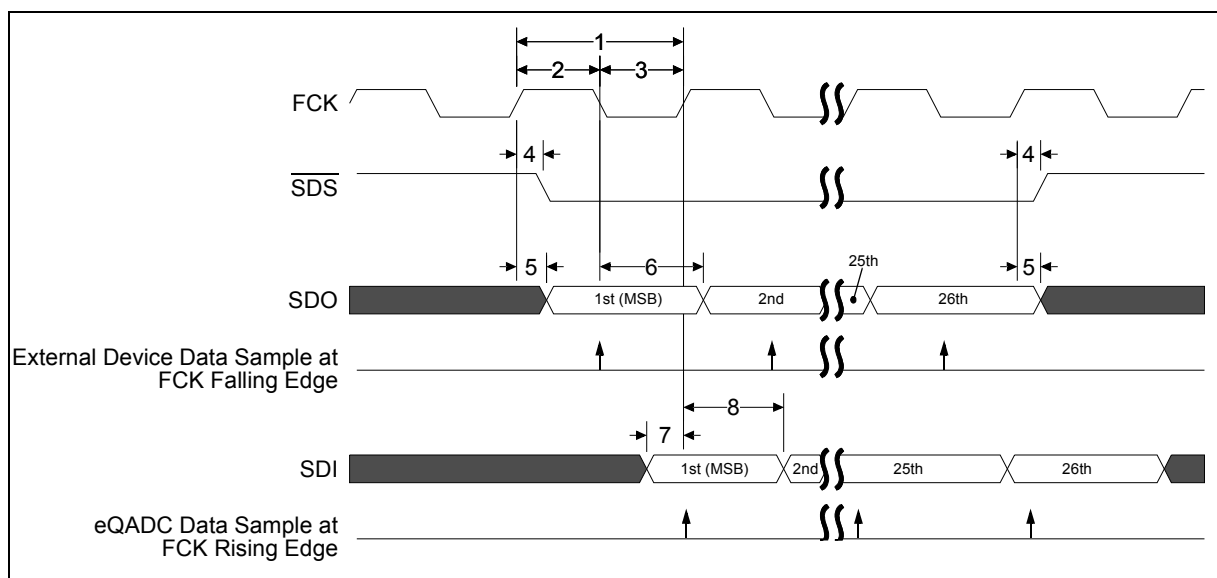 1
2
3
FCK
4
4
SDS
5
6
25th
5
SDO
1st (MSB)
2nd
26th
External Device Data Sample at
FCK Falling Edge
8
7
SDI
1st (MSB)
2nd
25th
26th
eQADC Data Sample at
FCK Rising Edge